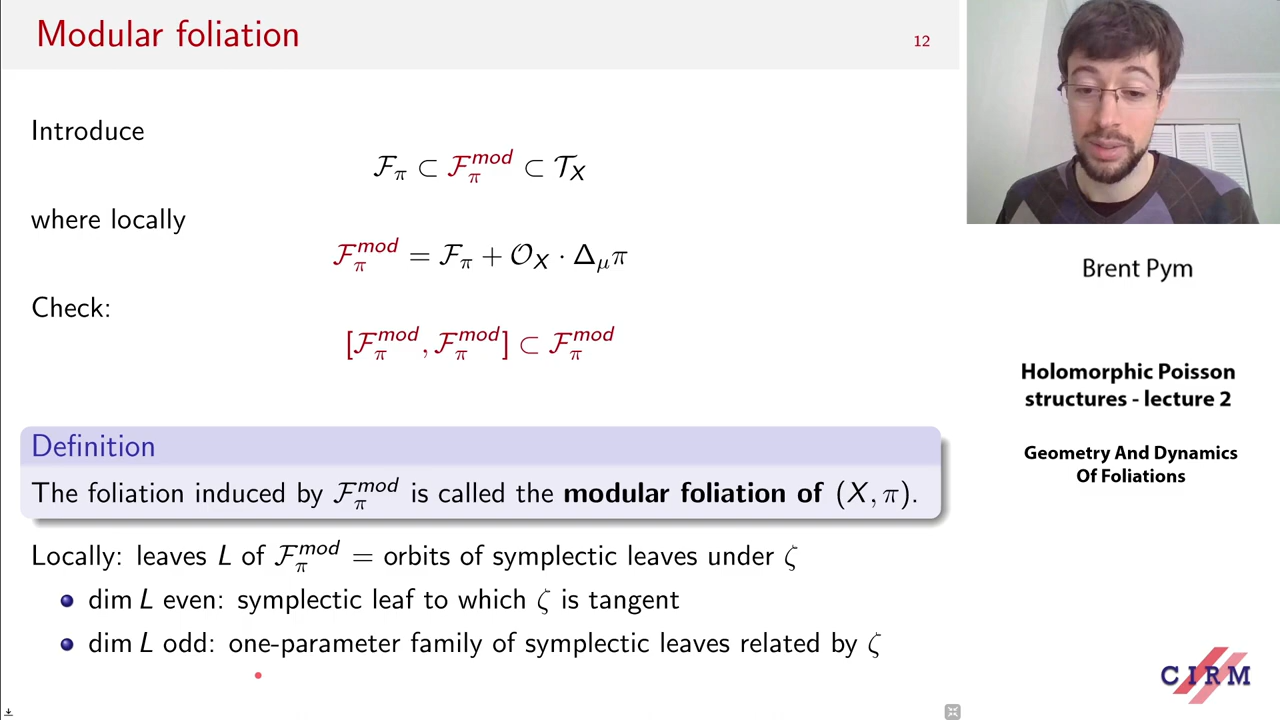 Modular foliation
12
Introduce
ℱ_π ⊂ ℱ_π^mod ⊂ 𝒯_X
where locally
ℱ_π^mod = ℱ_π + 𝒪_X · Δ_μπ
Check:
[ℱ_π^mod, ℱ_π^mod] ⊂ ℱ_π^mod
Definition
The foliation induced by ℱ_π^mod is called the modular foliation of (X, π).
Locally: leaves L of ℱ_π^mod = orbits of symplectic leaves under ζ
dim L even: symplectic leaf to which ζ is tangent
dim L odd: one-parameter family of symplectic leaves related by ζ
Brent Pym
Holomorphic Poisson
structures - lecture 2
Geometry And Dynamics
Of Foliations
CIRM